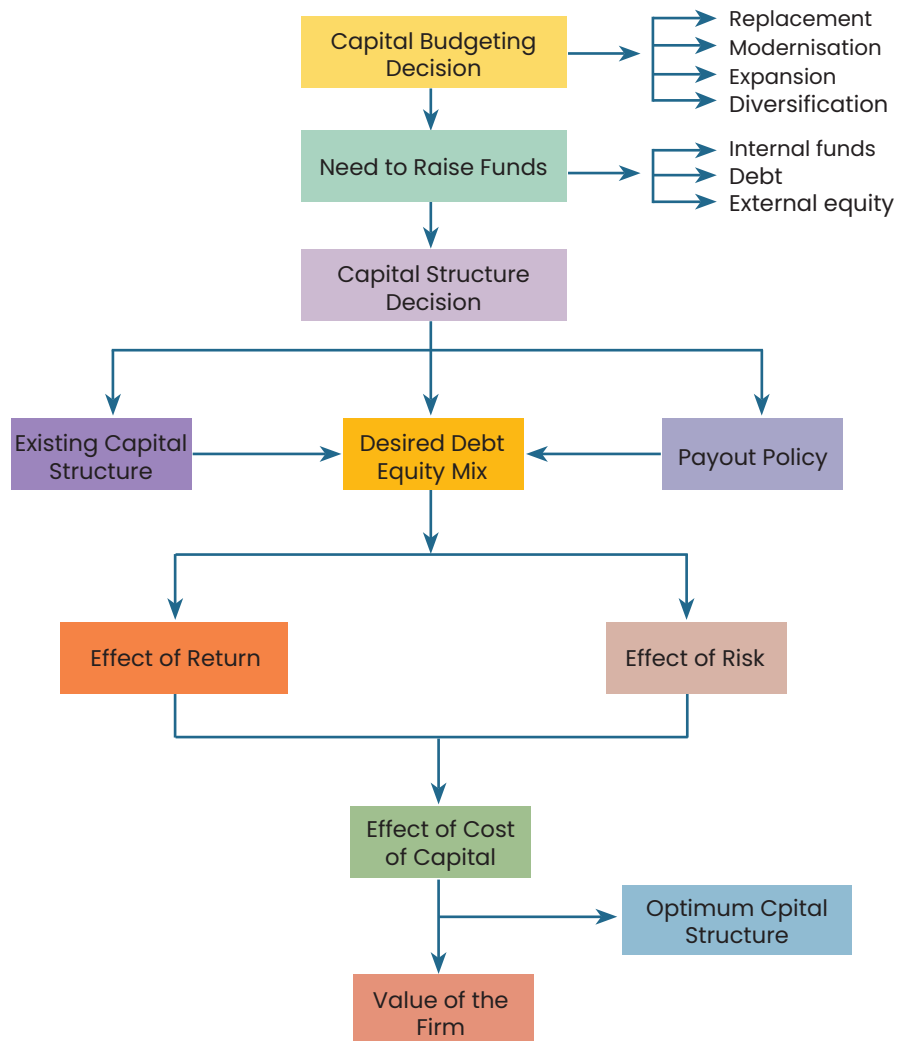 Capital Budgeting
Decision
Replacement
Modernisation
Expansion
Diversification
Need to Raise Funds
Internal funds
Debt
External equity
Capital Structure
Decision
Existing Capital
Structure
Desired Debt
Equity Mix
Payout Policy
Effect of Return
Effect of Risk
Effect of Cost
of Capital
Optimum Cpital
Structure
Value of the
Firm